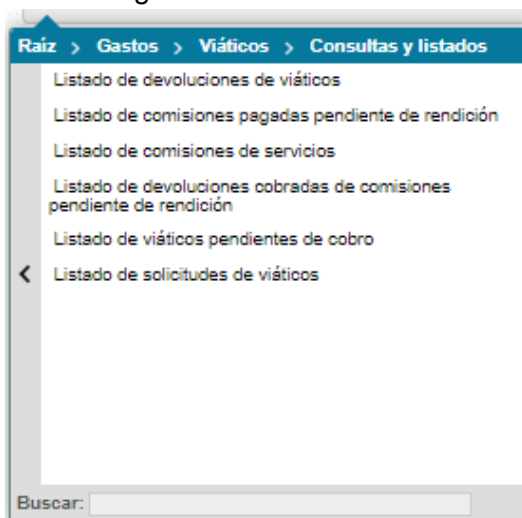 Raíz > Gastos > Viáticos > Consultas y listados
Listado de devoluciones de viáticos
Listado de comisiones pagadas pendiente de rendición
Listado de comisiones de servicios
Listado de devoluciones cobradas de comisiones
pendiente de rendición
Listado de viáticos pendientes de cobro
Listado de solicitudes de viáticos
Buscar: